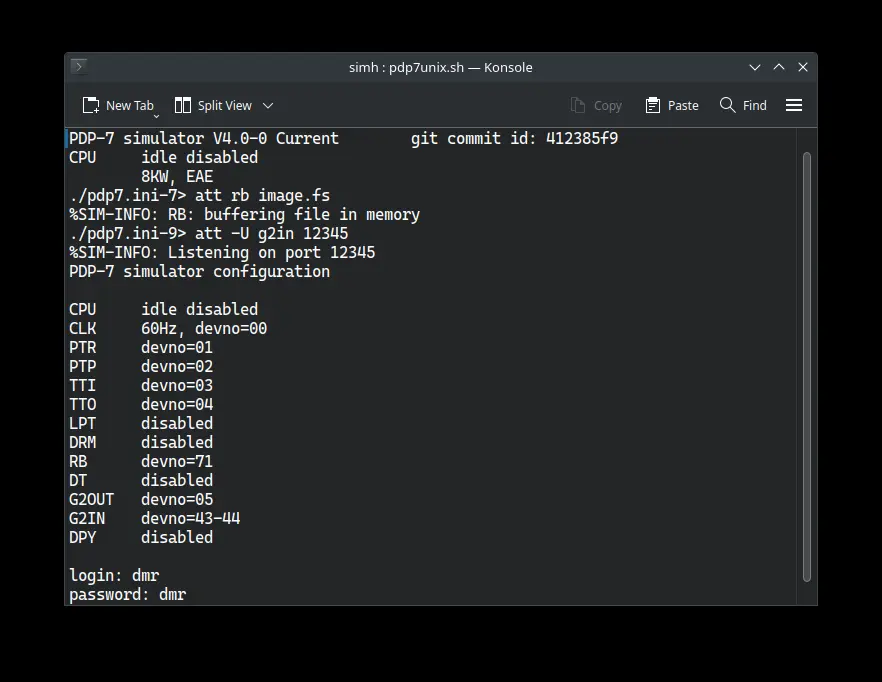 simh : pdp7unix.sh — Konsole
New Tab Split View Copy Paste Find
PDP-7 simulator V4.0-0 Current        git commit id: 412385f9
CPU     idle disabled
        8KW, EAE
./pdp7.ini-7> att rb image.fs
%SIM-INFO: RB: buffering file in memory
./pdp7.ini-9> att -U g2in 12345
%SIM-INFO: Listening on port 12345
PDP-7 simulator configuration

CPU     idle disabled
CLK     60Hz, devno=00
PTR     devno=01
PTP     devno=02
TTI     devno=03
TTO     devno=04
LPT     disabled
DRM     disabled
RB      devno=71
DT      disabled
G2OUT   devno=05
G2IN    devno=43-44
DPY     disabled

login: dmr
password: dmr